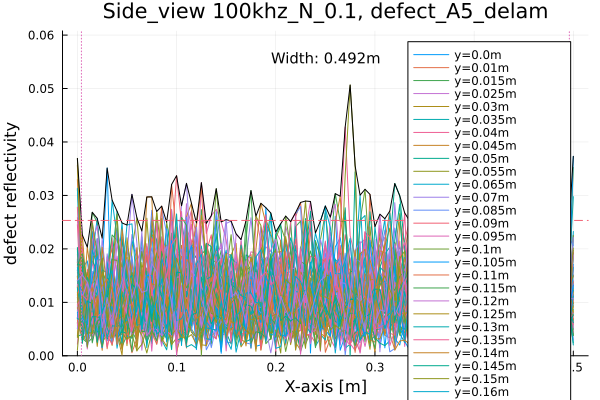 Side_view 100khz_N_0.1, defect_A5_delam
Width: 0.492m
defect reflectivity
0.06
0.05
0.04
0.03
0.02
0.01
0.00
0.0
0.1
0.2
0.3
.5
X-axis [m]
y=0.0m
y=0.01m
y=0.015m
y=0.025m
y=0.03m
y=0.035m
y=0.04m
y=0.045m
y=0.05m
y=0.055m
y=0.065m
y=0.07m
y=0.085m
y=0.09m
y=0.095m
y=0.1m
y=0.105m
y=0.11m
y=0.115m
y=0.12m
y=0.125m
y=0.13m
y=0.135m
y=0.14m
y=0.145m
y=0.15m
y=0.16m